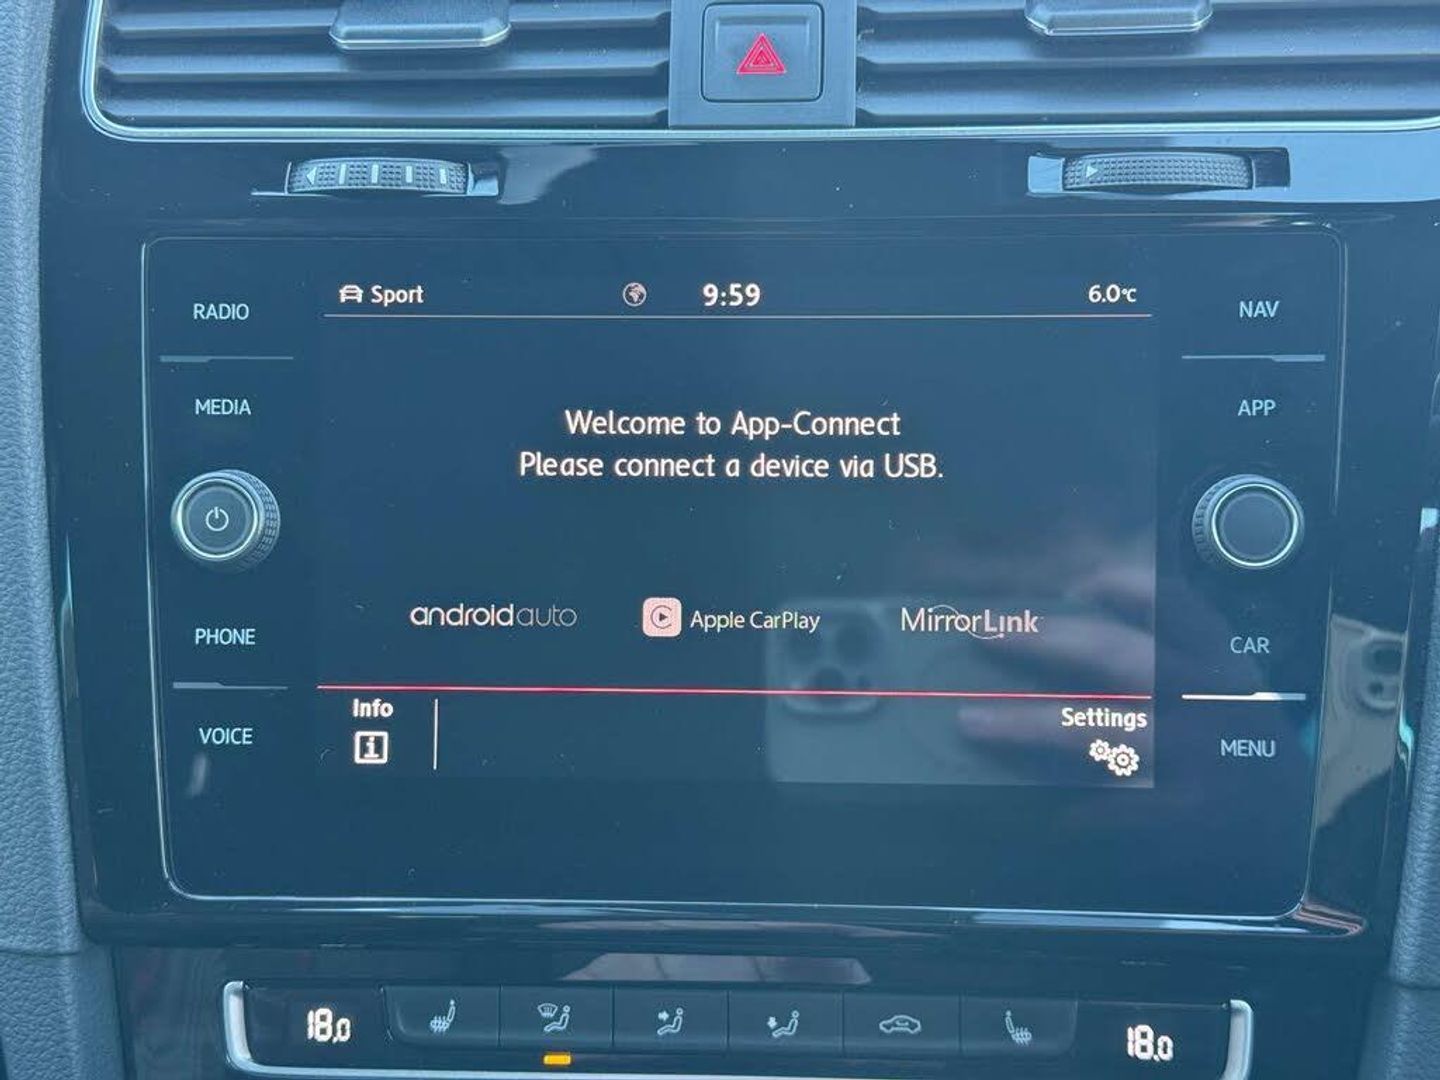 Sport
9:59
6.0°C
RADIO
MEDIA
PHONE
VOICE
Welcome to App-Connect
Please connect a device via USB.
androidauto
Apple CarPlay
MirrorLink
Info
i
Settings
NAV
APP
CAR
MENU
18.0
18.0